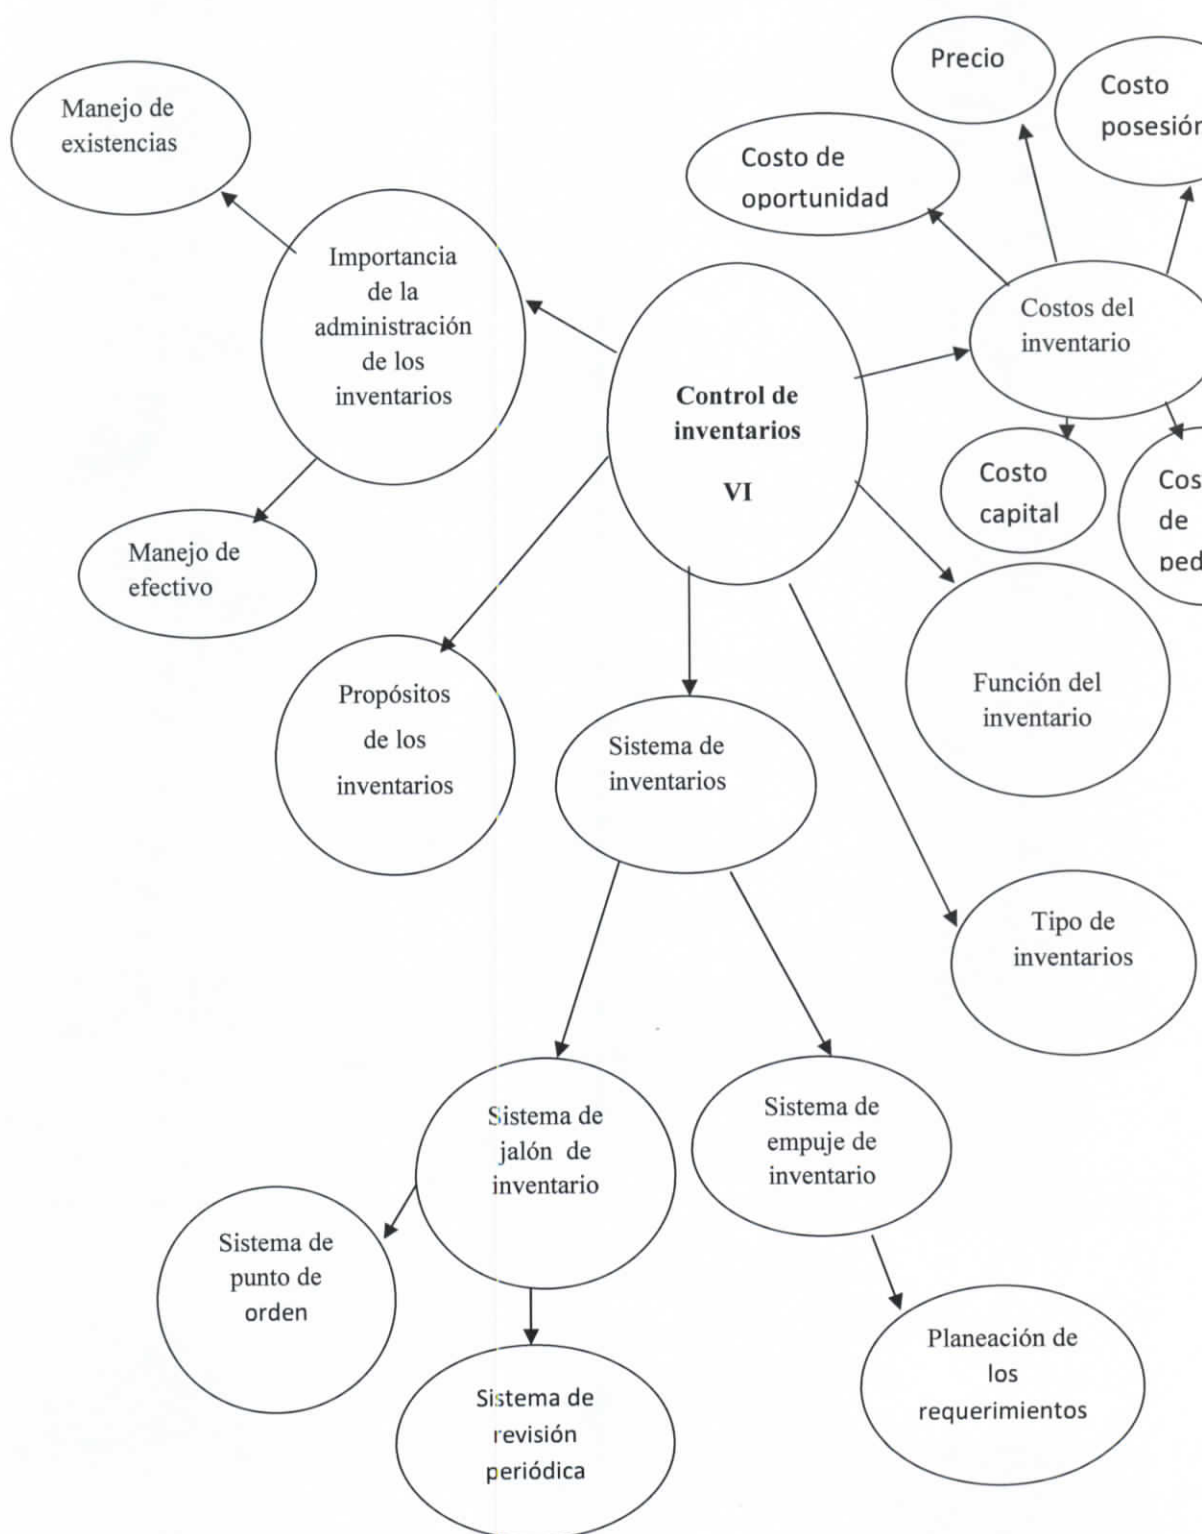 Precio
Costo
posesión
Manejo de
existencias
Costo de
oportunidad
Importancia
de la
administración
de los
inventarios
Costos del
inventario
Control de
inventarios
VI
Costo
capital
de
Manejo de
efectivo
Función del
inventario
Propósitos
de los
inventarios
Sistema de
inventarios
Tipo de
inventarios
Sistema de
jalón de
inventario
Sistema de
empuje de
inventario
Sistema de
punto de
orden
Sistema de
revisión
periódica
Planeación de
los
requerimientos